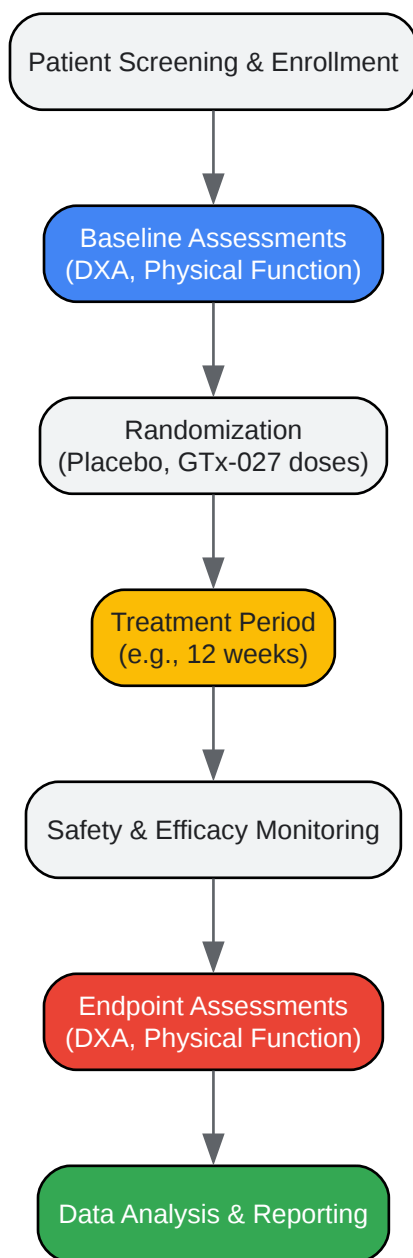 Patient Screening & Enrollment
Baseline Assessments
(DXA, Physical Function)
Randomization
(Placebo, GTx-027 doses)
Treatment Period
(e.g., 12 weeks)
Safety & Efficacy Monitoring
Endpoint Assessments
(DXA, Physical Function)
Data Analysis & Reporting